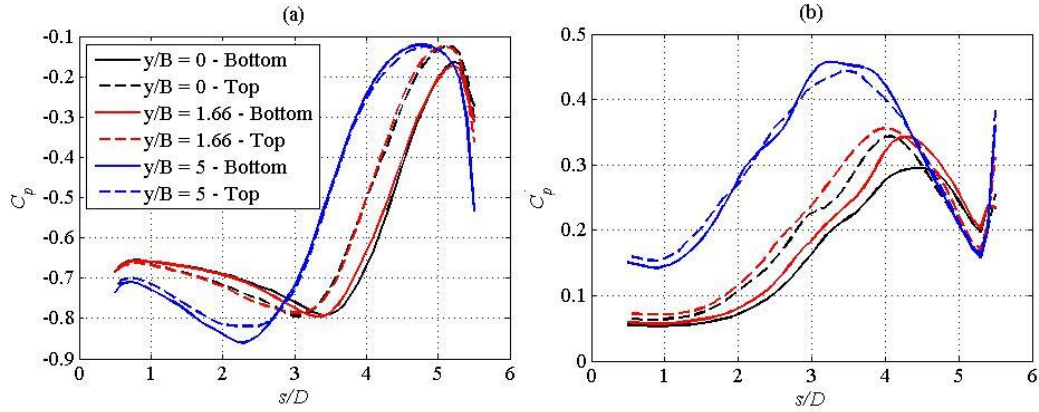 (a)
-0.1
-0.2
-0.3
-0.4
-0.5
-0.6
-0.7
-0.8
-0.9
C_p
y/B = 0 - Bottom
y/B = 0 - Top
y/B = 1.66 - Bottom
y/B = 1.66 - Top
y/B = 5 - Bottom
y/B = 5 - Top
0 1 2 3 4 5 6
s/D
(b)
0.5
0.4
0.3
0.2
0.1
0
C_p'
0 1 2 3 4 5 6
s/D